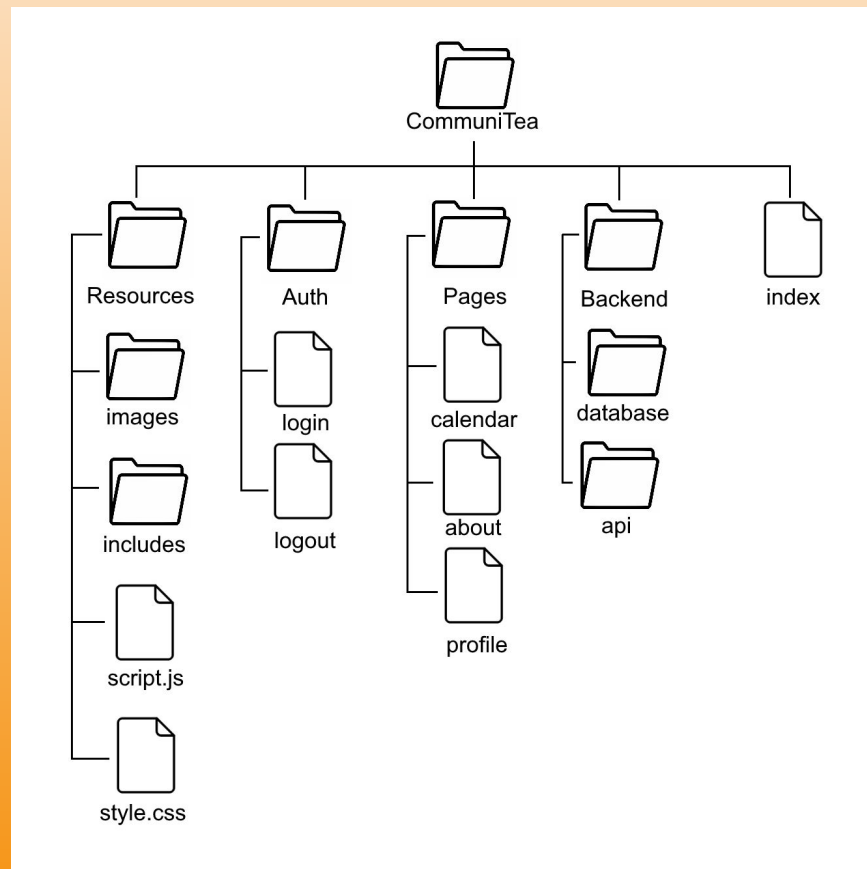 CommuniTea
Resources
Auth
Pages
Backend
index
images
login
calendar
database
includes
logout
about
api
script.js
profile
style.css